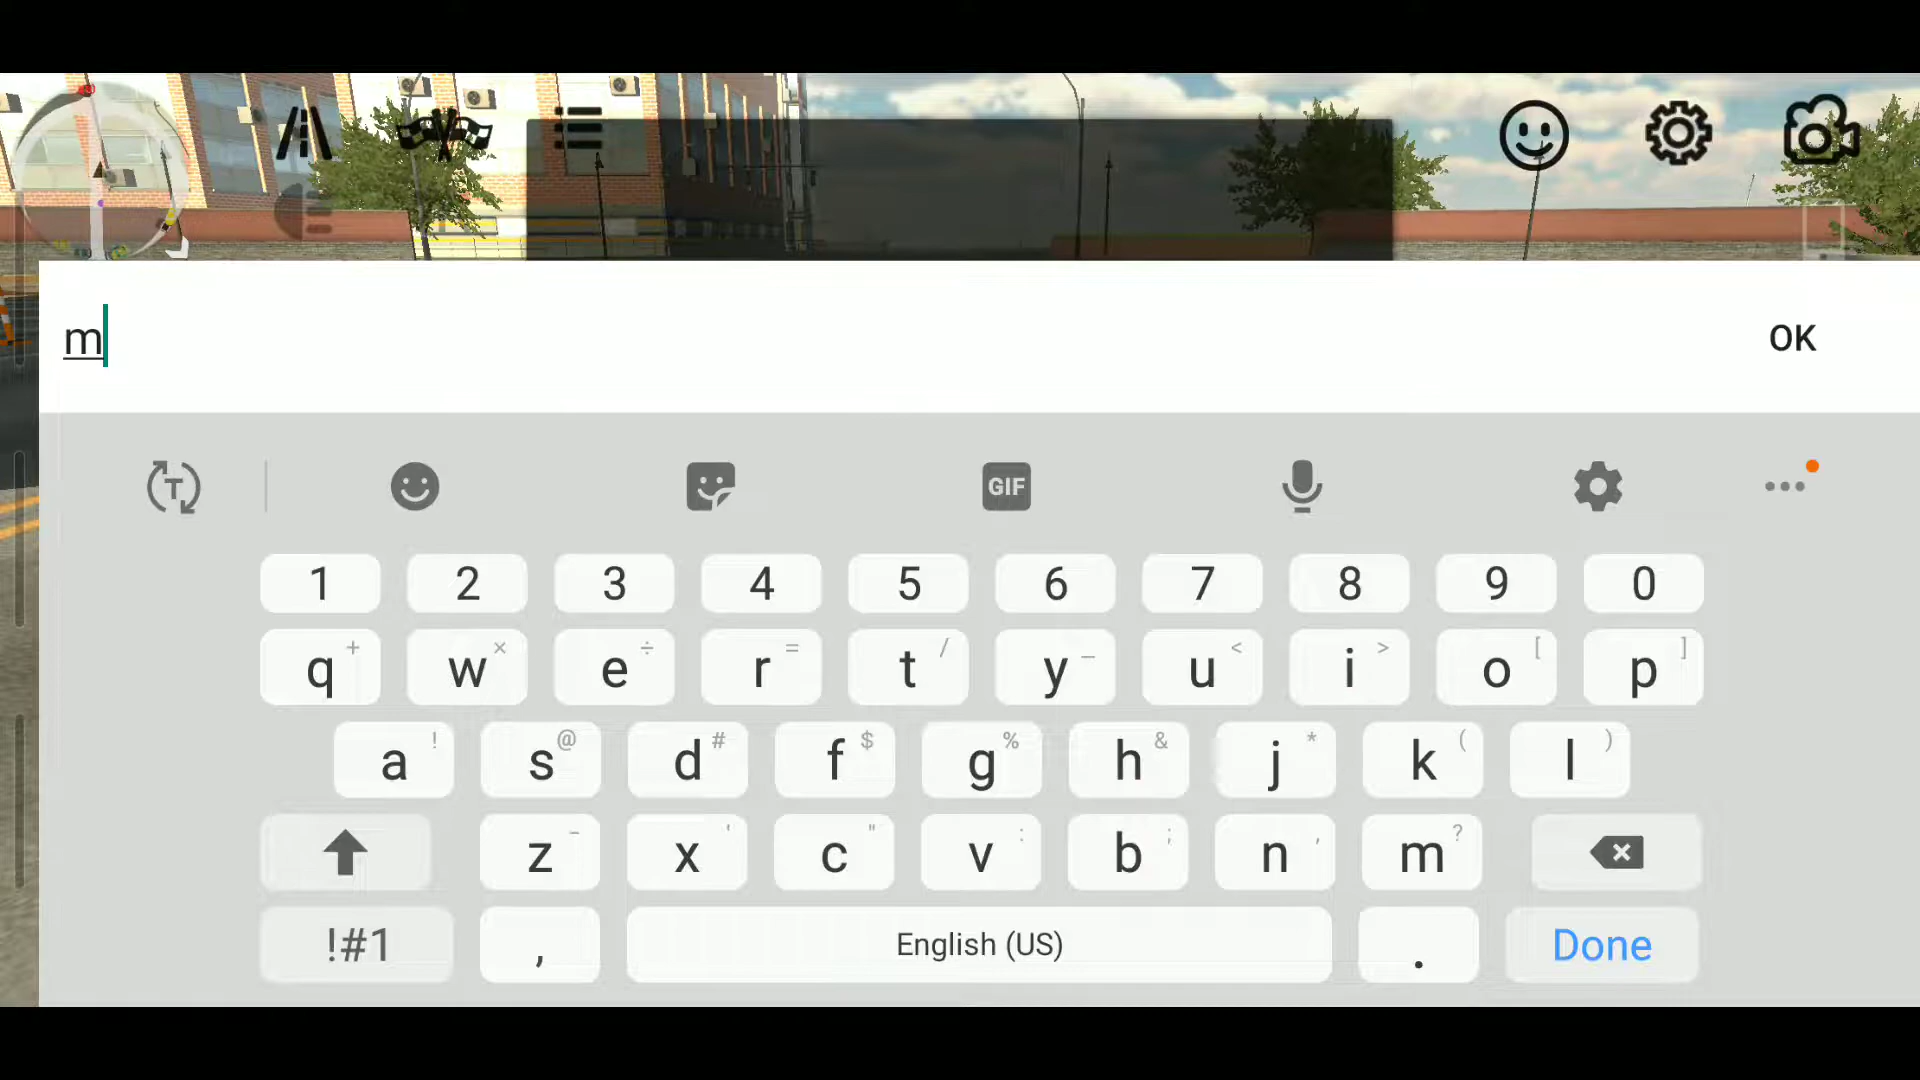 m
OK
T
GIF
1 2 3 4 5 6 7 8 9 0
q + w × e ÷ r = t / y _ u < i > o [ p ]
a ! s @ d # f $ g % h & j * k ( l )
z - x ' c " v : b ; n , m ?
!#1 , English (US) . Done